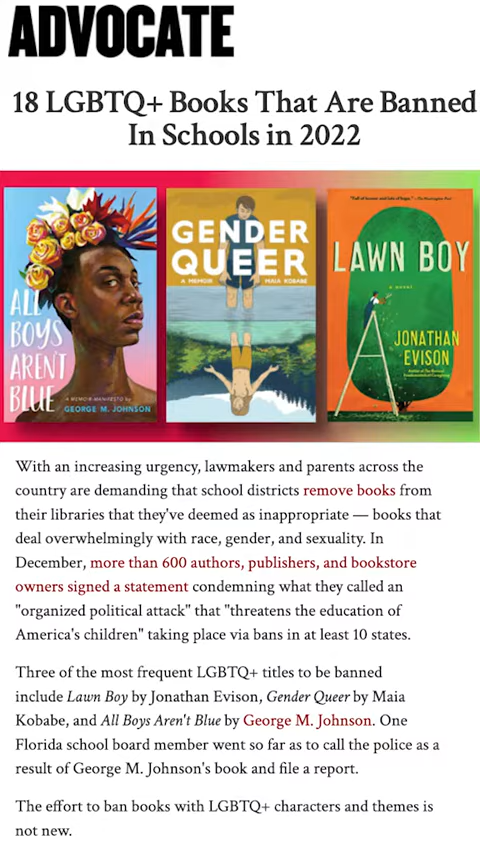 ADVOCATE
18 LGBTQ+ Books That Are Banned
In Schools in 2022
ALL
BOYS
AREN'T
BLUE
A MEMOIR-MANIFESTO by
GEORGE M. JOHNSON
GENDER
QUEER
A MEMOIR MAIA KOBABE
LAWN BOY
A NOVEL
JONATHAN
EVISON
With an increasing urgency, lawmakers and parents across the
country are demanding that school districts remove books from
their libraries that they've deemed as inappropriate — books that
deal overwhelmingly with race, gender, and sexuality. In
December, more than 600 authors, publishers, and bookstore
owners signed a statement condemning what they called an
"organized political attack" that "threatens the education of
America's children" taking place via bans in at least 10 states.
Three of the most frequent LGBTQ+ titles to be banned
include Lawn Boy by Jonathan Evison, Gender Queer by Maia
Kobabe, and All Boys Aren't Blue by George M. Johnson. One
Florida school board member went so far as to call the police as a
result of George M. Johnson's book and file a report.
The effort to ban books with LGBTQ+ characters and themes is
not new.